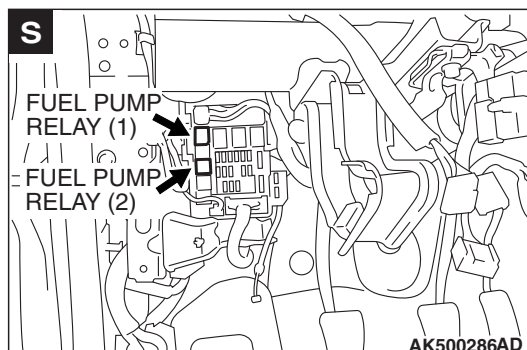 S
FUEL PUMP
RELAY (1)
FUEL PUMP
RELAY (2)
AK500286AD